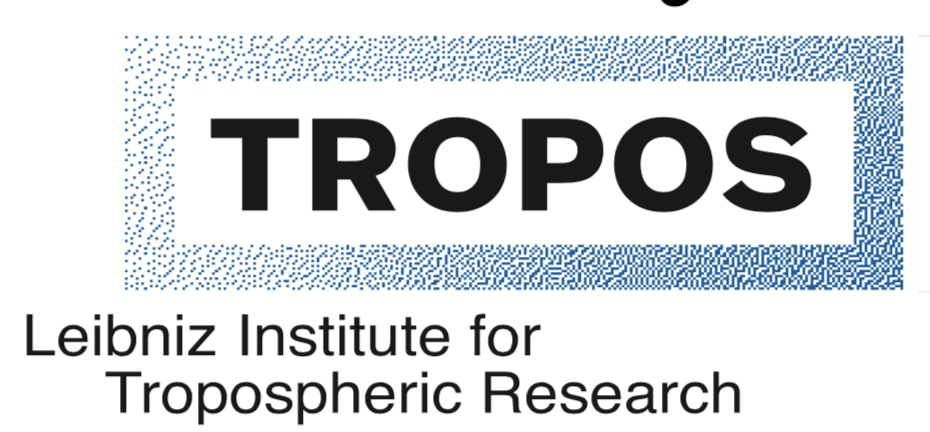 TROPOS
Leibniz Institute for
Tropospheric Research